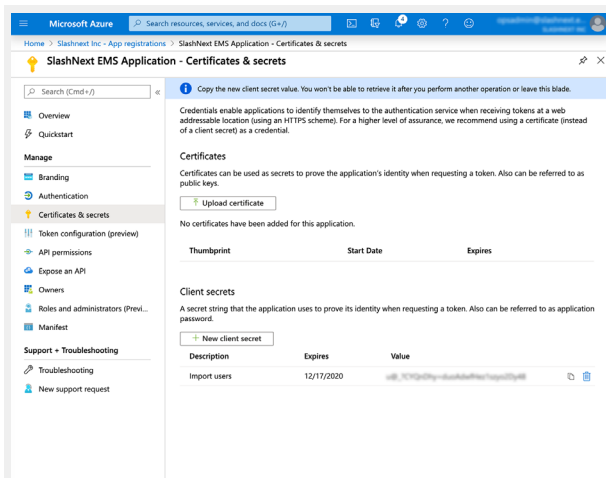 Microsoft Azure
Search resources, services, and docs (G+/)
4
Home > Slashnext Inc - App registrations > SlashNext EMS Application - Certificates & secrets
SlashNext EMS Application - Certificates & secrets
Search (Cmd+/)
Overview
Quickstart
Manage
Branding
Authentication
Certificates & secrets
Token configuration (preview)
API permissions
Expose an API
Owners
Roles and administrators (Previ...
Manifest
Support + Troubleshooting
Troubleshooting
New support request
Copy the new client secret value. You won't be able to retrieve it after you perform another operation or leave this blade.
Credentials enable applications to identify themselves to the authentication service when receiving tokens at a web
addressable location (using an HTTPS scheme). For a higher level of assurance, we recommend using a certificate (instead
of a client secret) as a credential.
Certificates
Certificates can be used as secrets to prove the application's identity when requesting a token. Also can be referred to as
public keys.
Upload certificate
No certificates have been added for this application.
Thumbprint Start Date Expires
Client secrets
A secret string that the application uses to prove its identity when requesting a token. Also can be referred to as application
password.
New client secret
Description Expires Value
Import users 12/17/2020